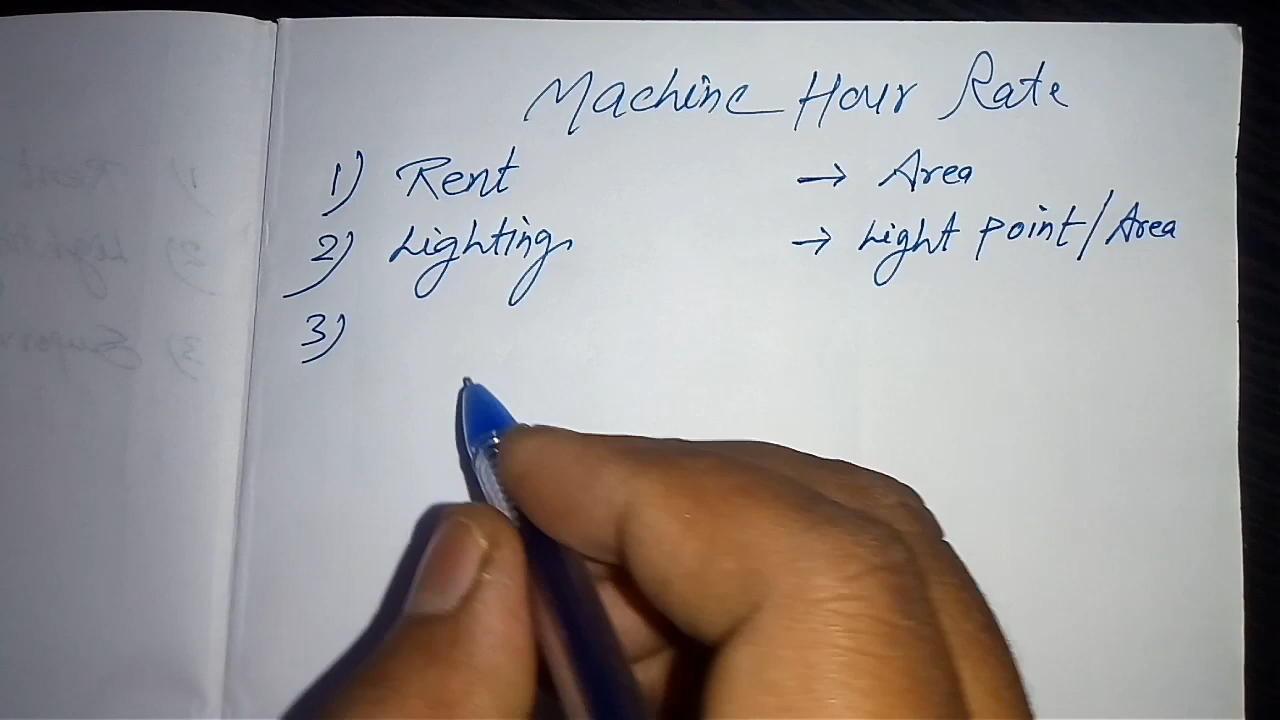 Machine Hour Rate
1) Rent → Area
2) Lighting → Light point/Area
3)